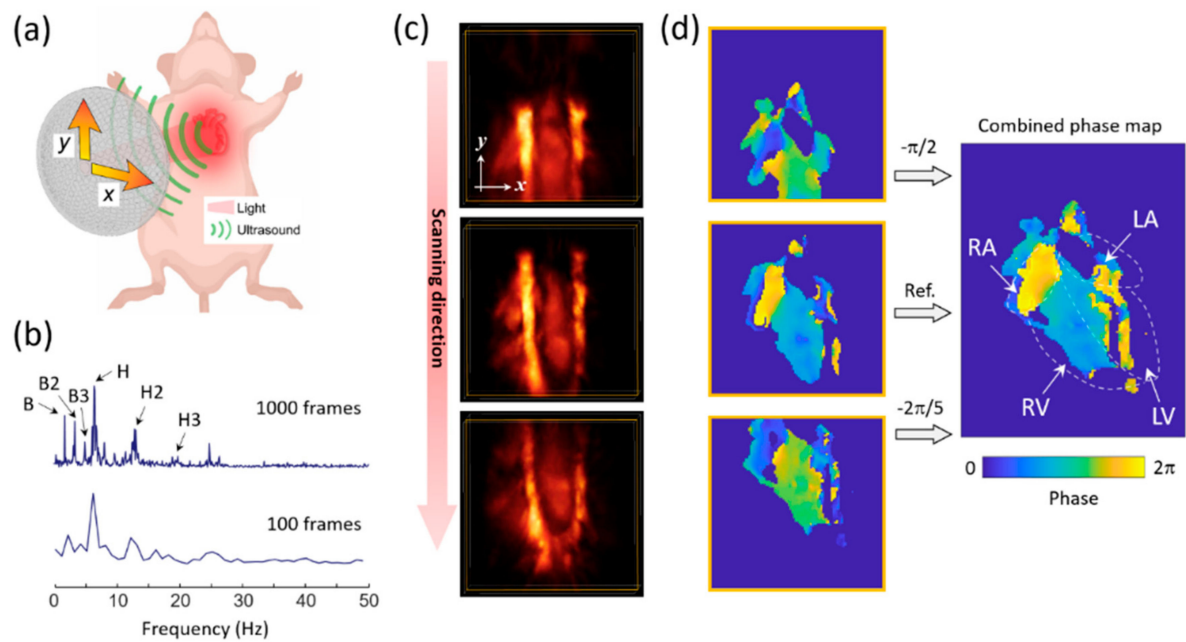 (a)
y
x
Light
Ultrasound
(b)
B
B2
B3
H
H2
H3
1000 frames
100 frames
0
10
20
30
40
50
Frequency (Hz)
(c)
Scanning direction
y
x
(d)
-π/2
Ref.
-2π/5
Combined phase map
RA
LA
RV
LV
0
2π
Phase